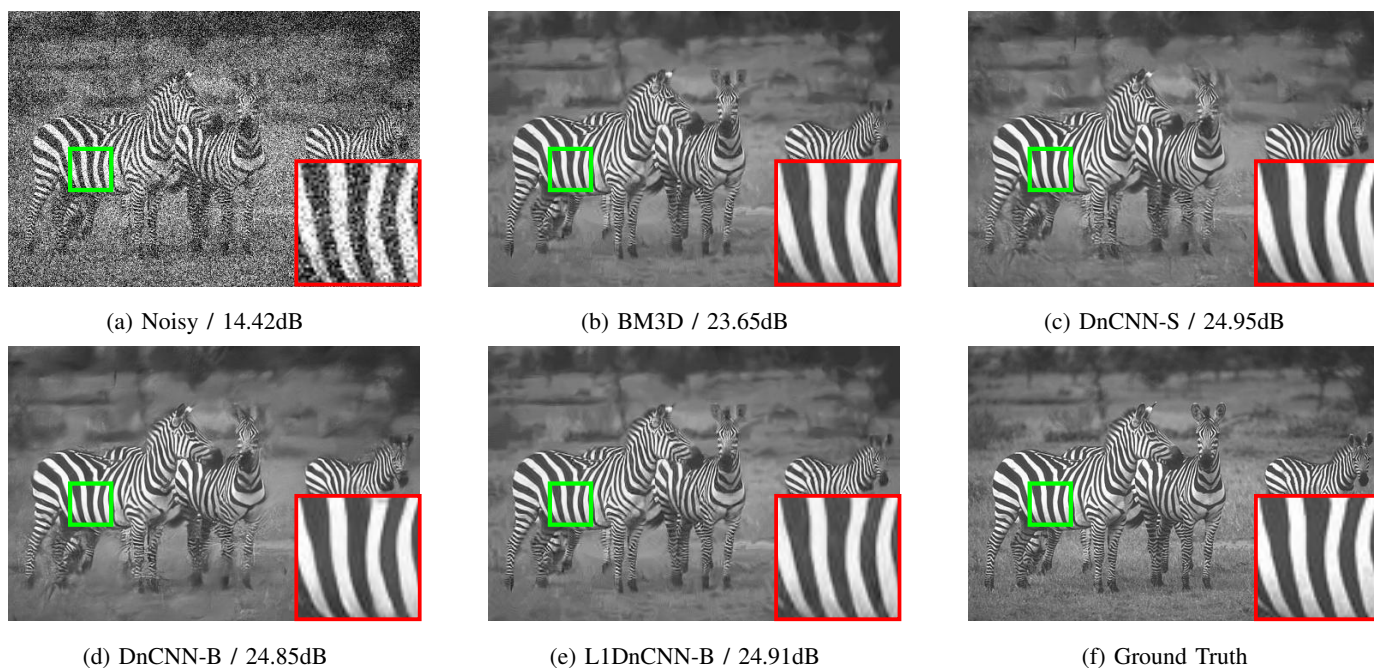 (a) Noisy / 14.42dB
(b) BM3D / 23.65dB
(c) DnCNN-S / 24.95dB
(d) DnCNN-B / 24.85dB
(e) L1DnCNN-B / 24.91dB
(f) Ground Truth